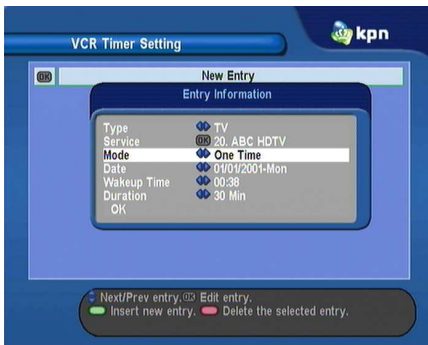 kpn
VCR Timer Setting
OK New Entry
Entry Information
Type TV
Service OK 20. ABC HDTV
Mode One Time
Date 01/01/2001-Mon
Wakeup Time 00:38
Duration 30 Min
OK
Next/Prev entry. OK Edit entry.
Insert new entry. Delete the selected entry.